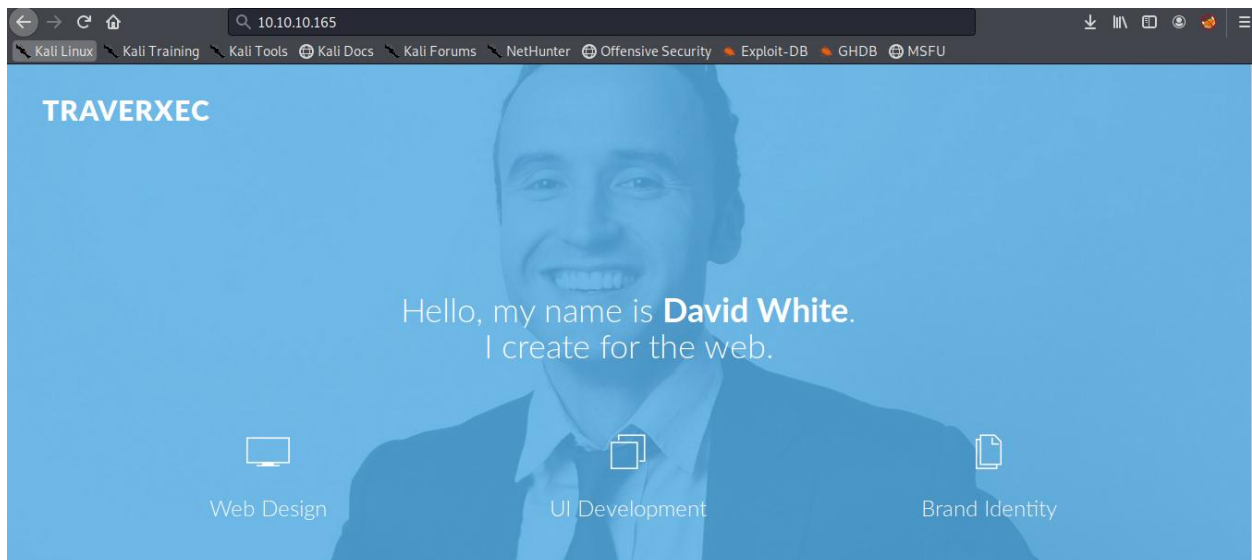 10.10.10.165
Kali Linux Kali Training Kali Tools Kali Docs Kali Forums NetHunter Offensive Security Exploit-DB GHDB MSFU
TRAVERXEC
Hello, my name is David White.
I create for the web.
Web Design UI Development Brand Identity